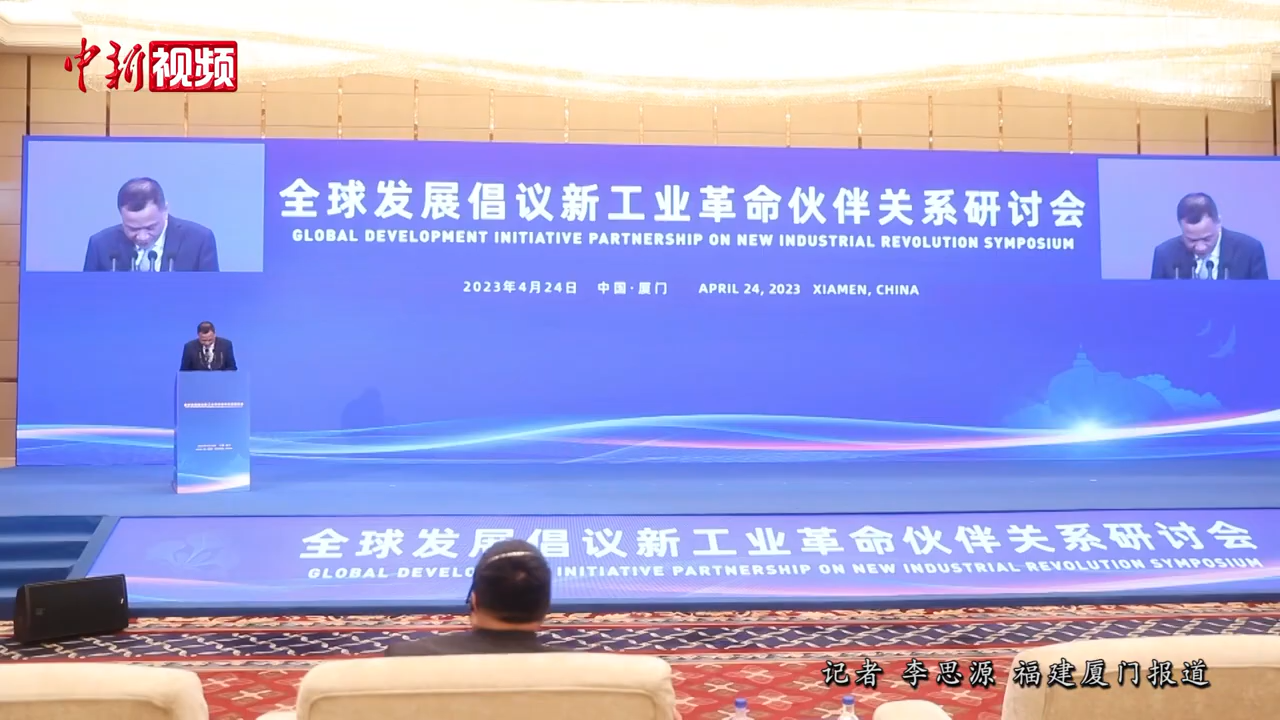 中新视频
全球发展倡议新工业革命伙伴关系研讨会
GLOBAL DEVELOPMENT INITIATIVE PARTNERSHIP ON NEW INDUSTRIAL REVOLUTION SYMPOSIUM
2023年4月24日 中国·厦门 APRIL 24, 2023 XIAMEN, CHINA
全球发展倡议新工业革命伙伴关系研讨会
GLOBAL DEVELO INITIATIVE PARTNERSHIP ON NEW INDUSTRIAL REVOLUTION SYMPOSIUM
记者 李思源 福建厦门报道